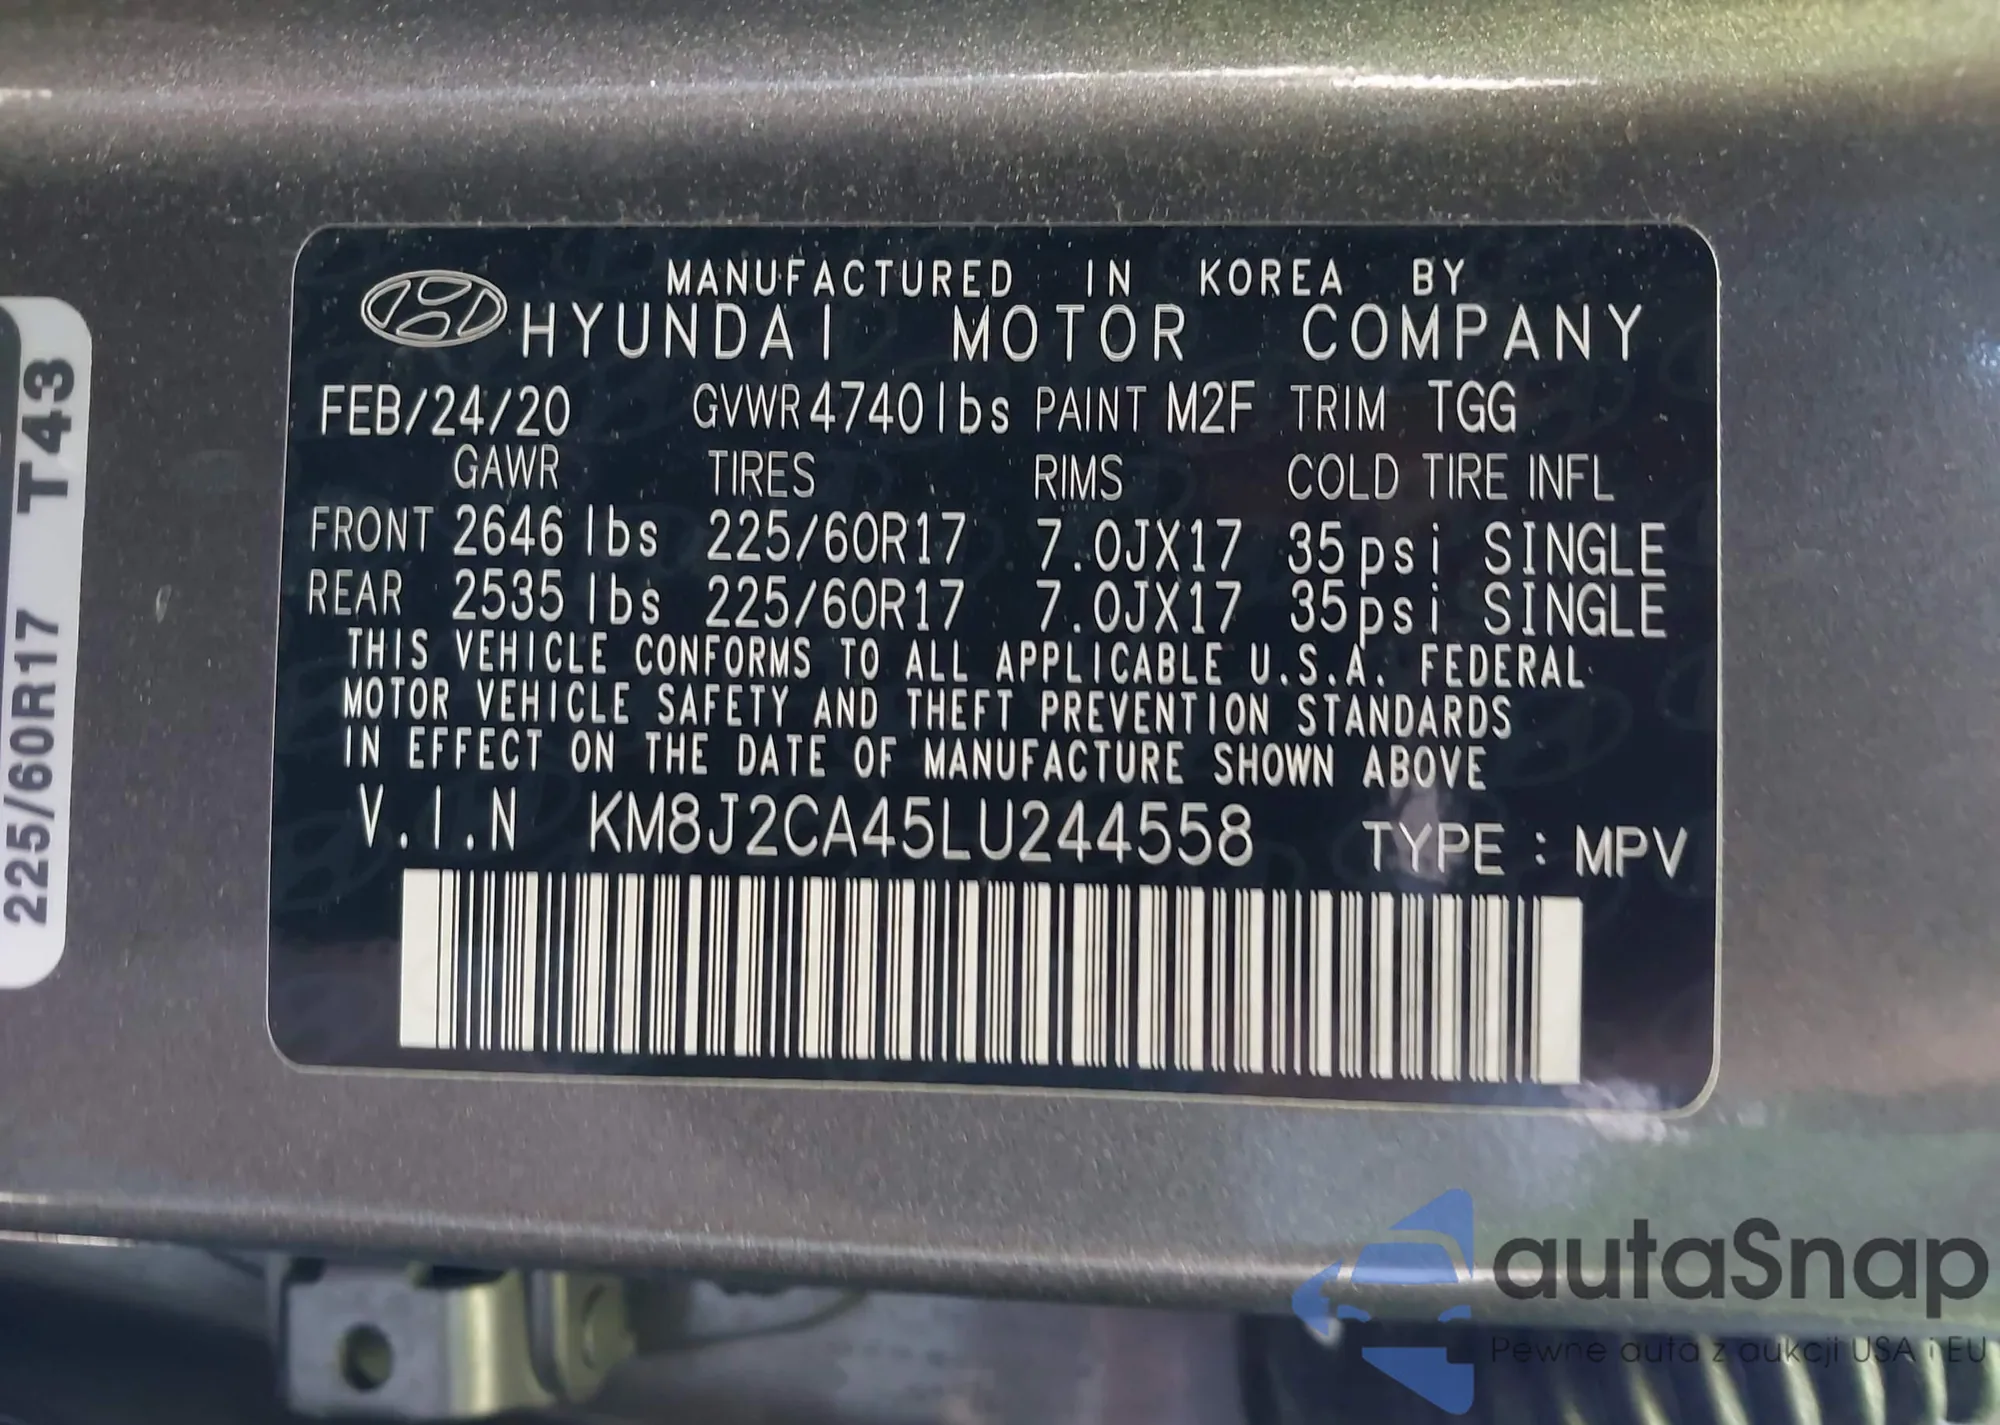 MANUFACTURED IN KOREA BY
HYUNDAI MOTOR COMPANY
FEB/24/20 GVWR 4740lbs PAINT M2F TRIM TGG
GAWR TIRES RIMS COLD TIRE INFL
FRONT 2646 lbs 225/60R17 7.0JX17 35psi SINGLE
REAR 2535 lbs 225/60R17 7.0JX17 35psi SINGLE
THIS VEHICLE CONFORMS TO ALL APPLICABLE U.S.A. FEDERAL
MOTOR VEHICLE SAFETY AND THEFT PREVENTION STANDARDS
IN EFFECT ON THE DATE OF MANUFACTURE SHOWN ABOVE
V.I.N KM8J2CA45LU244558 TYPE : MPV
225/60R17 T43
autaSnap
Pewne auta z aukcji USA i EU